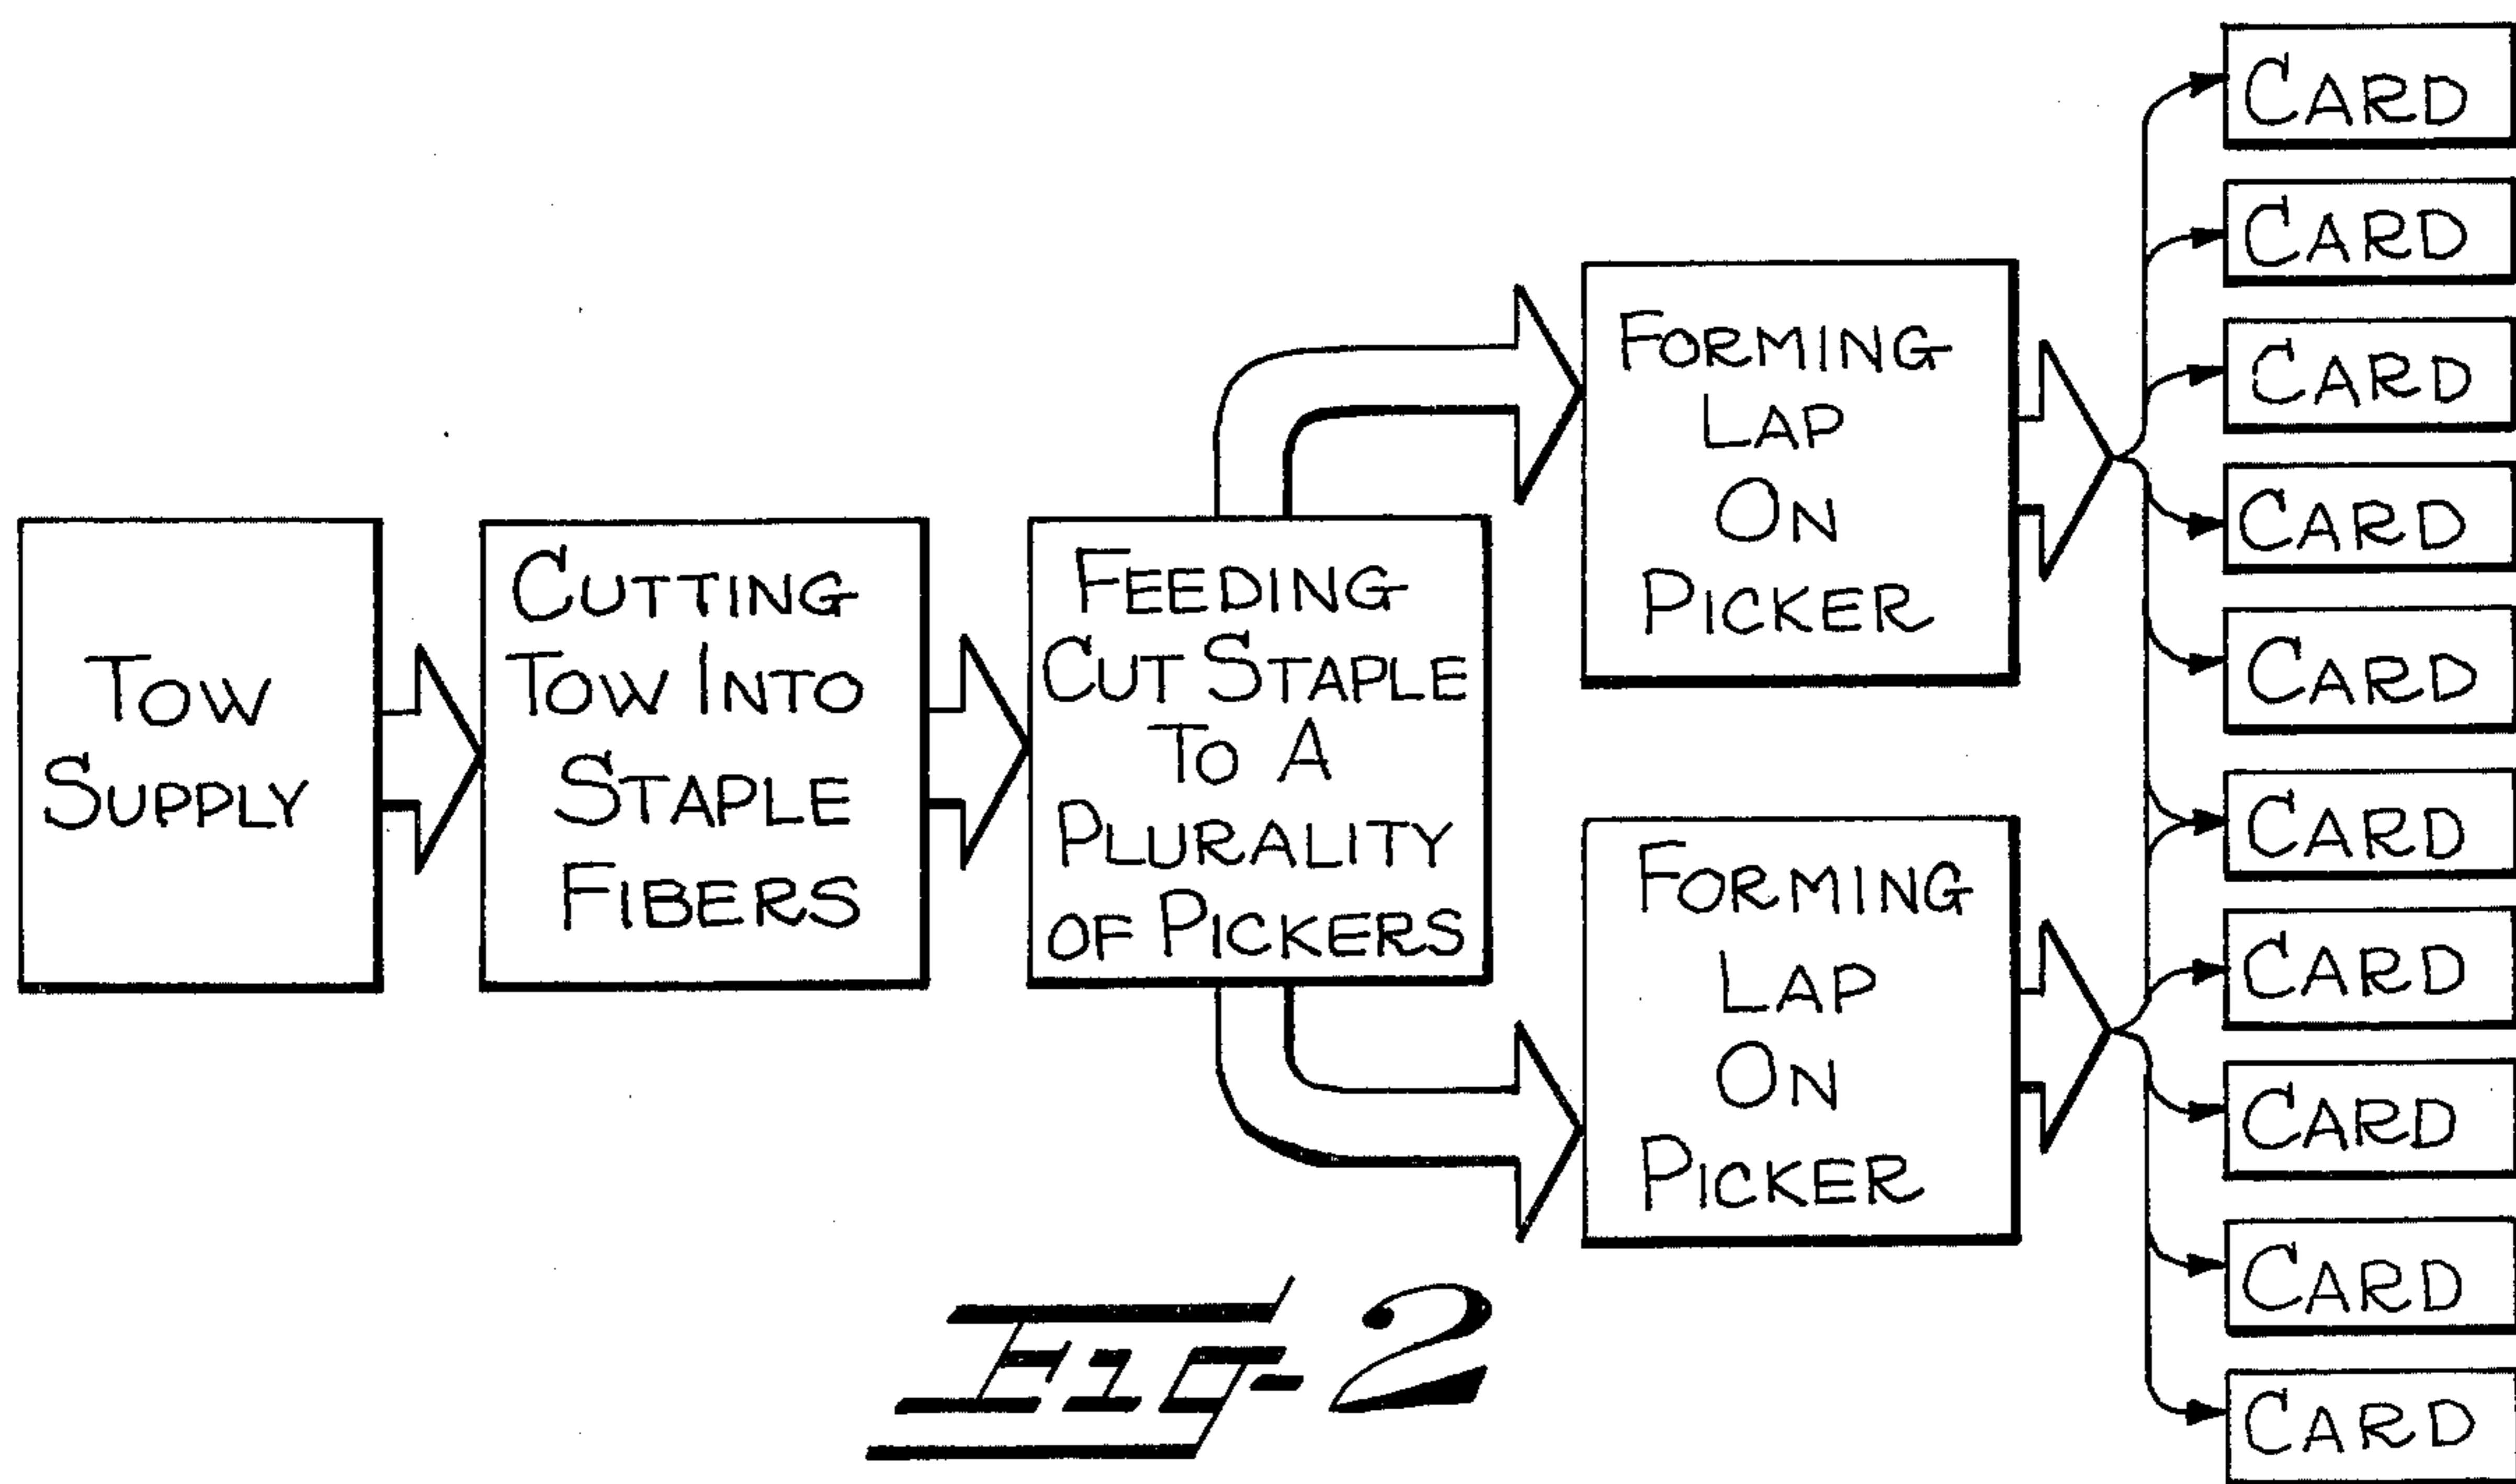 TOW
SUPPLY
CUTTING
TOW INTO
STAPLE
FIBERS
FEEDING
CUT STAPLE
TO A
PLURALITY
OF PICKERS
FORMING
LAP
ON
PICKER
FORMING
LAP
ON
PICKER
CARD
CARD
CARD
CARD
CARD
CARD
CARD
CARD
CARD
CARD
Fig-2